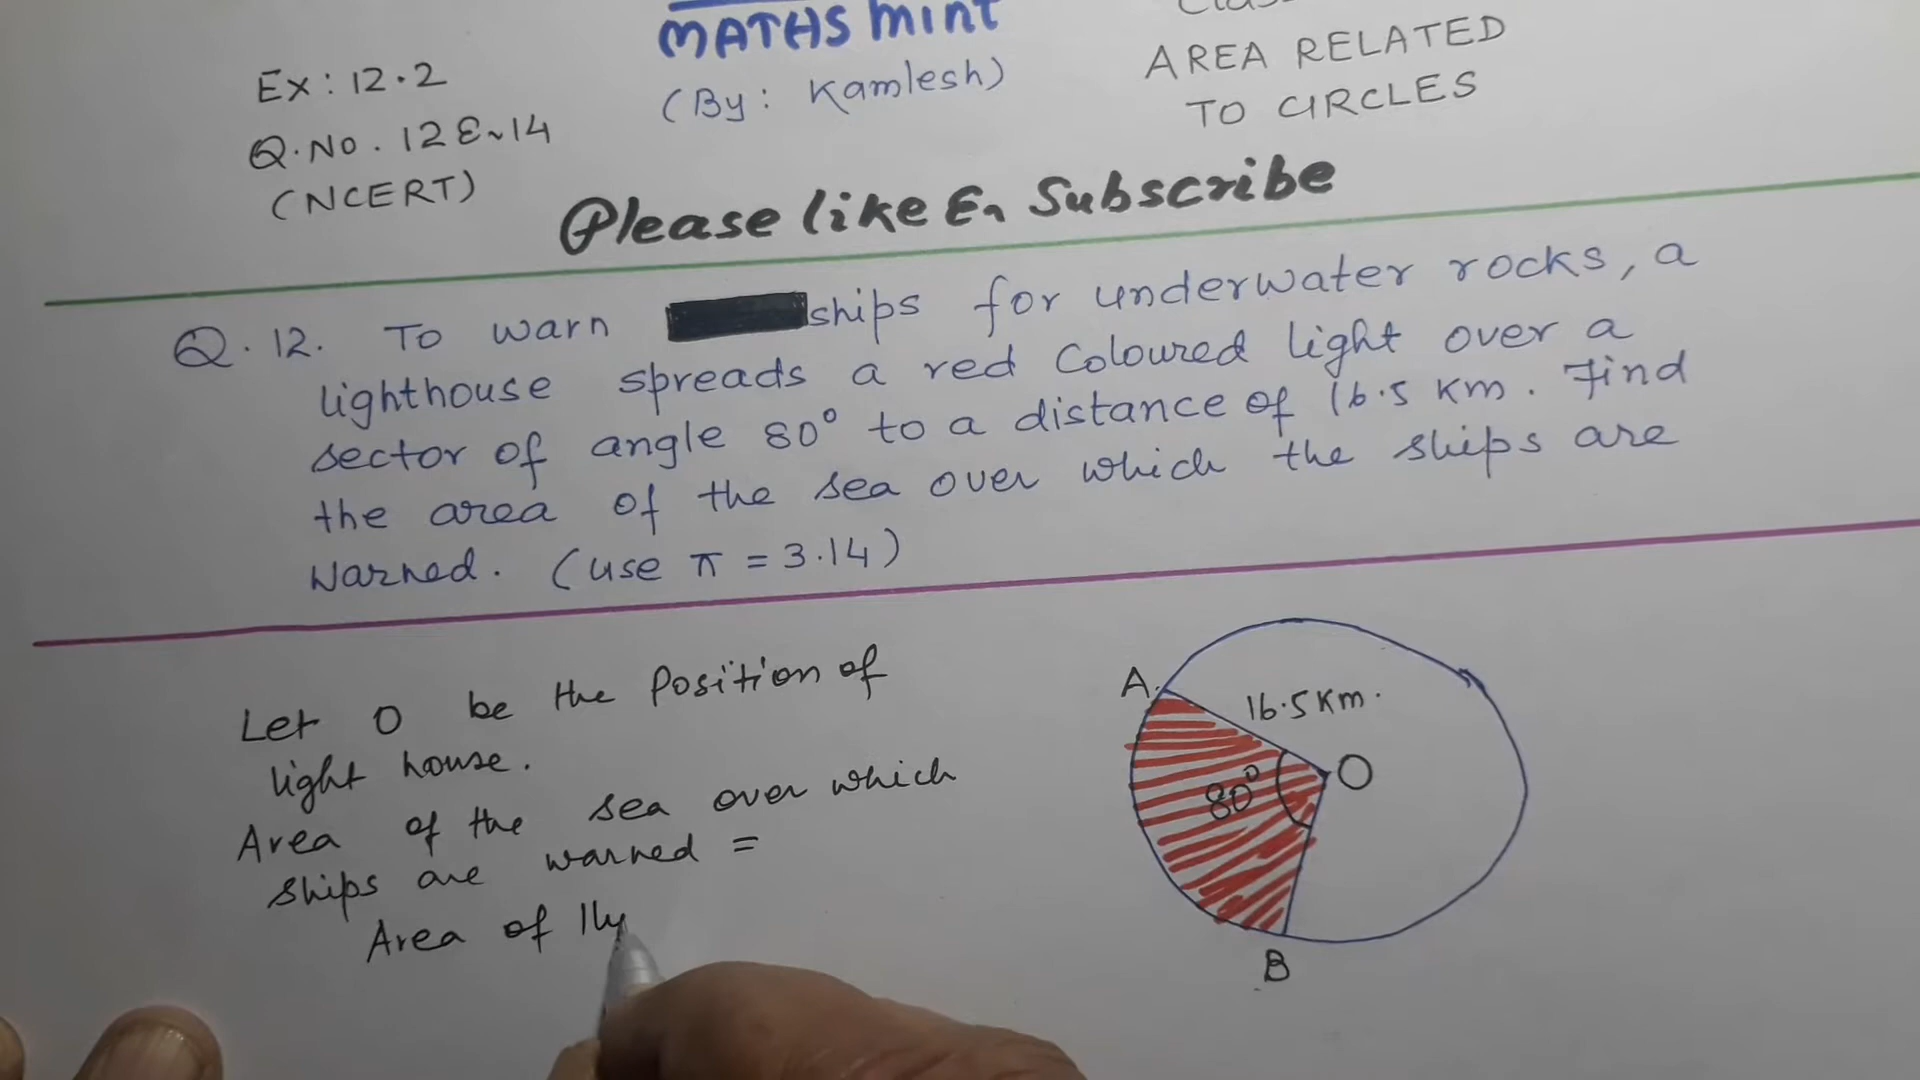 MATHS MINT
(By: Kamlesh)
Ex: 12.2
Q.No. 12 & 14
(NCERT)
AREA RELATED
TO CIRCLES
Please like & Subscribe
Q.12. To warn ships for underwater rocks, a
lighthouse spreads a red coloured light over a
sector of angle 80° to a distance of 16.5 km. Find
the area of the sea over which the ships are
warned. (use π = 3.14)
Let O be the Position of
light house.
Area of the sea over which
ships are warned =
Area of
A
16.5 Km.
80°
O
B